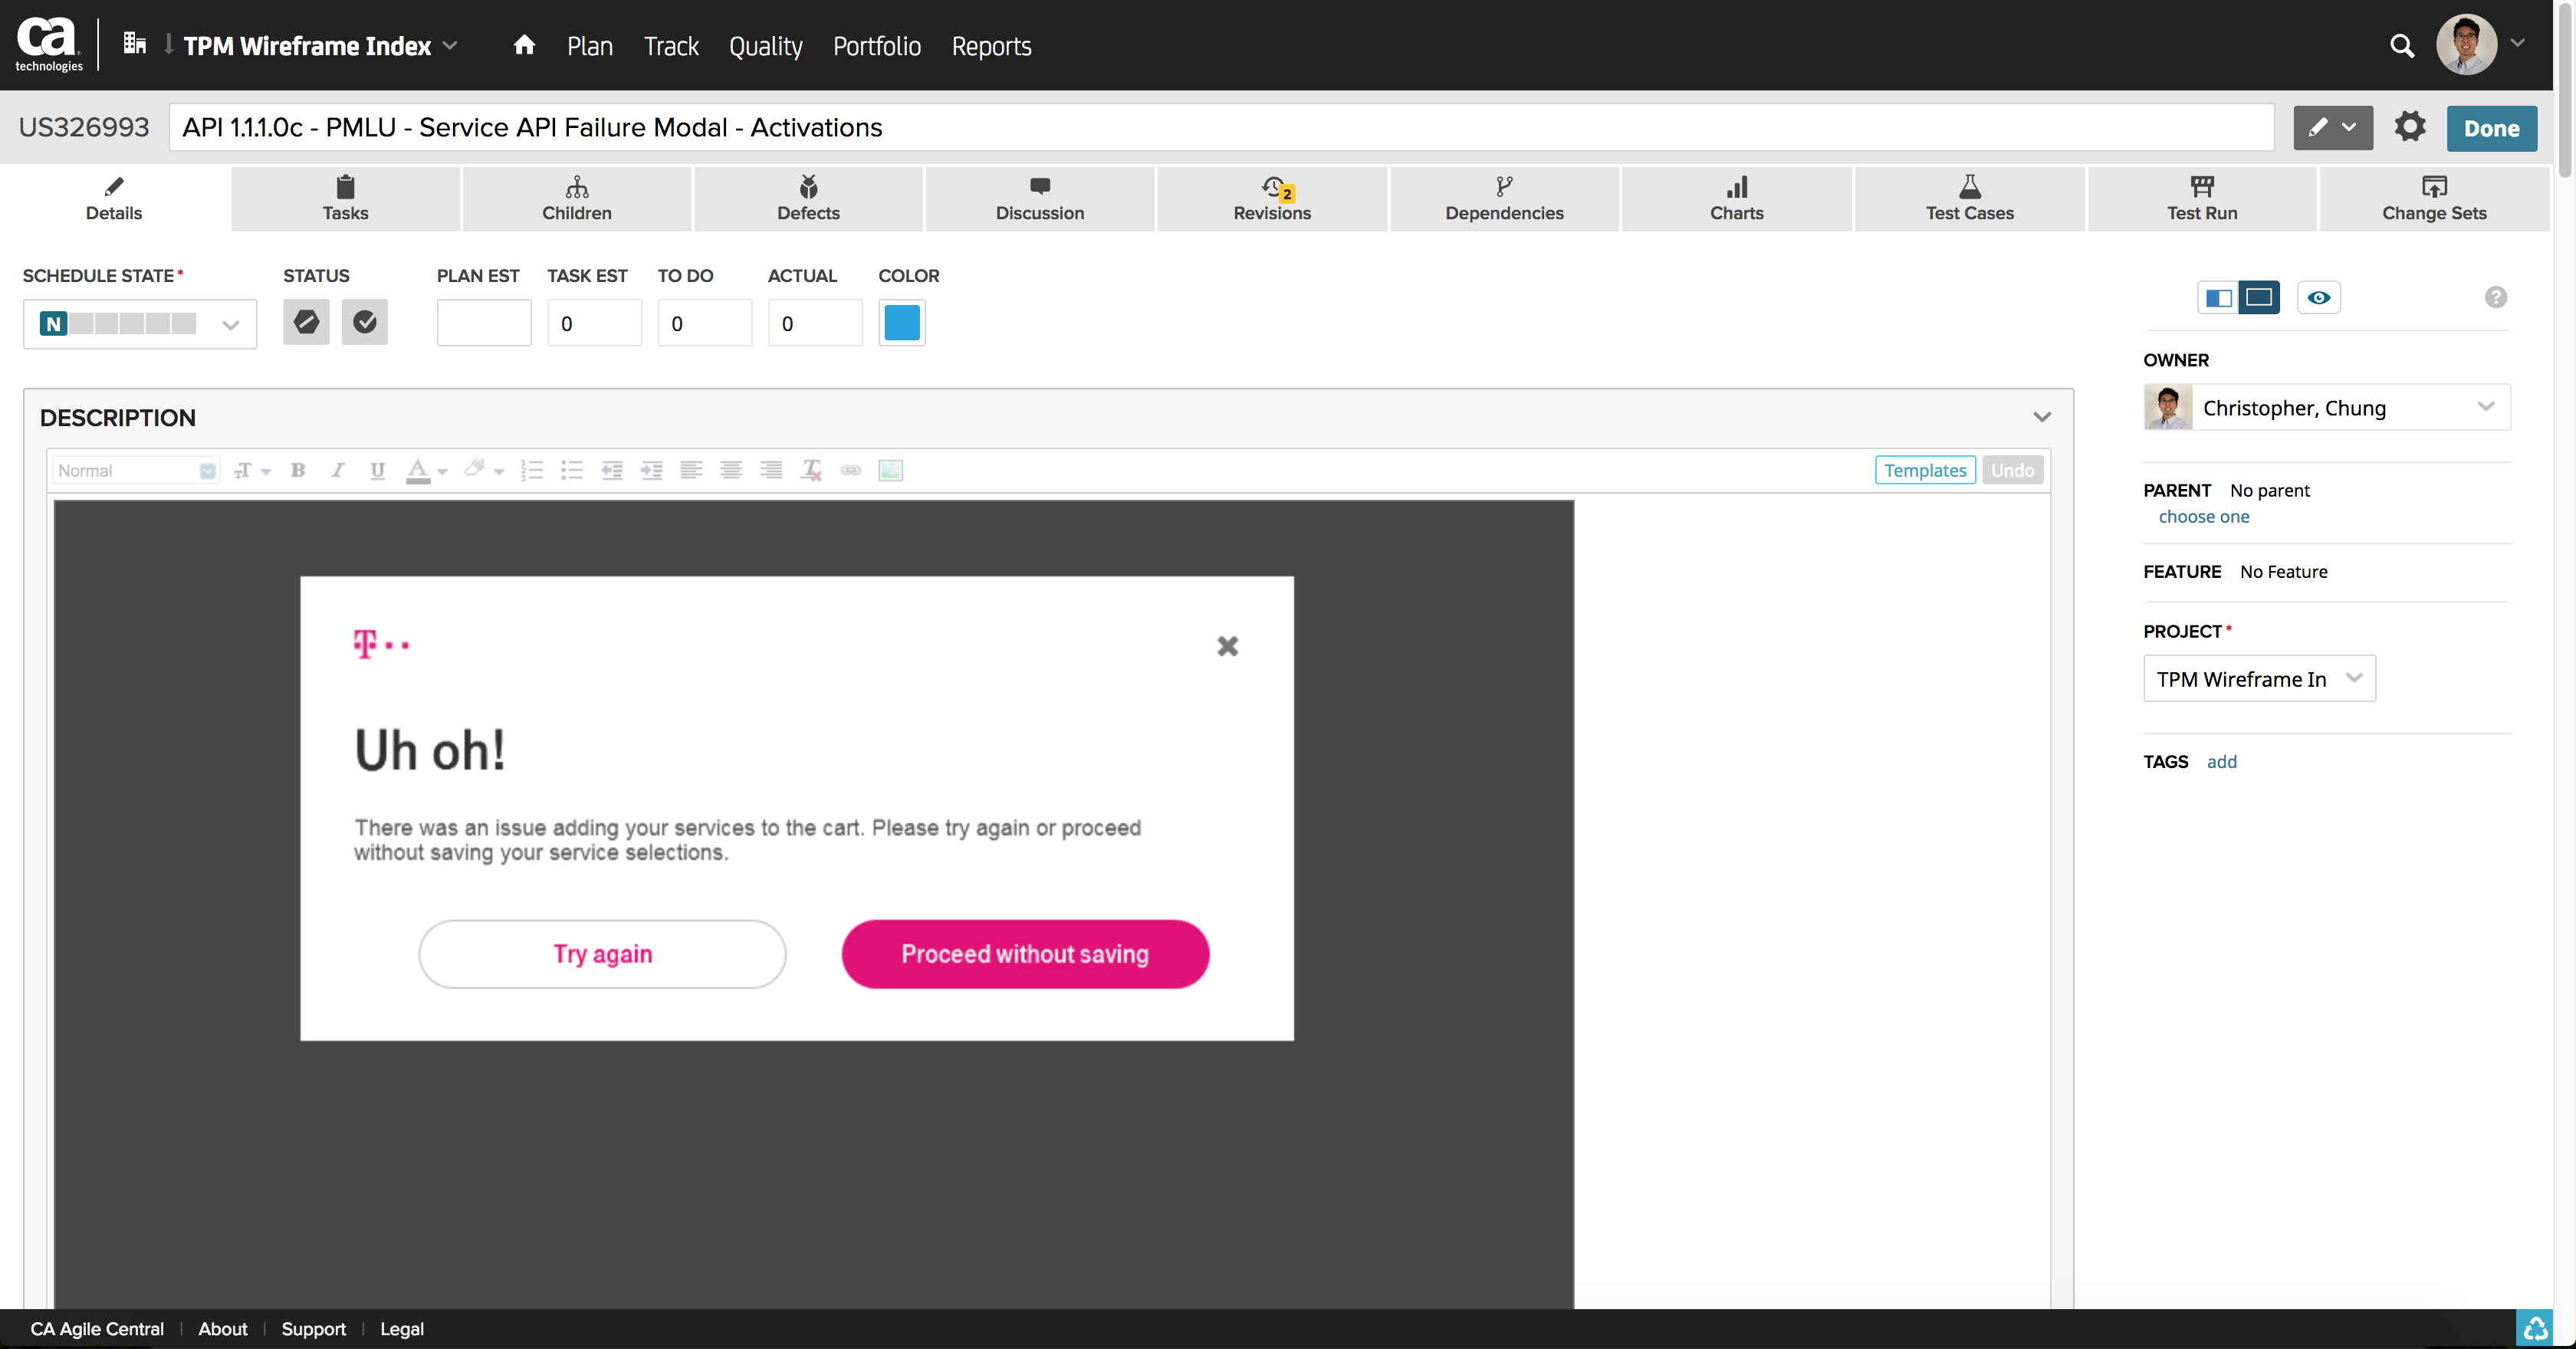 ca
technologies
TPM Wireframe Index
Plan
Track
Quality
Portfolio
Reports
US326993
API 1.1.1.0c - PMLU - Service API Failure Modal - Activations
Done
Details
Tasks
Children
Defects
Discussion
2
Revisions
Dependencies
Charts
Test Cases
Test Run
Change Sets
SCHEDULE STATE*
STATUS
PLAN EST
TASK EST
TO DO
ACTUAL
COLOR
N
0
0
0
?
OWNER
Christopher, Chung
DESCRIPTION
Normal
T
B
I
U
A
Templates
Undo
PARENT No parent
choose one
FEATURE No Feature
PROJECT*
TPM Wireframe In
TAGS add
T
Uh oh!
There was an issue adding your services to the cart. Please try again or proceed
without saving your service selections.
Try again
Proceed without saving
CA Agile Central
About
Support
Legal